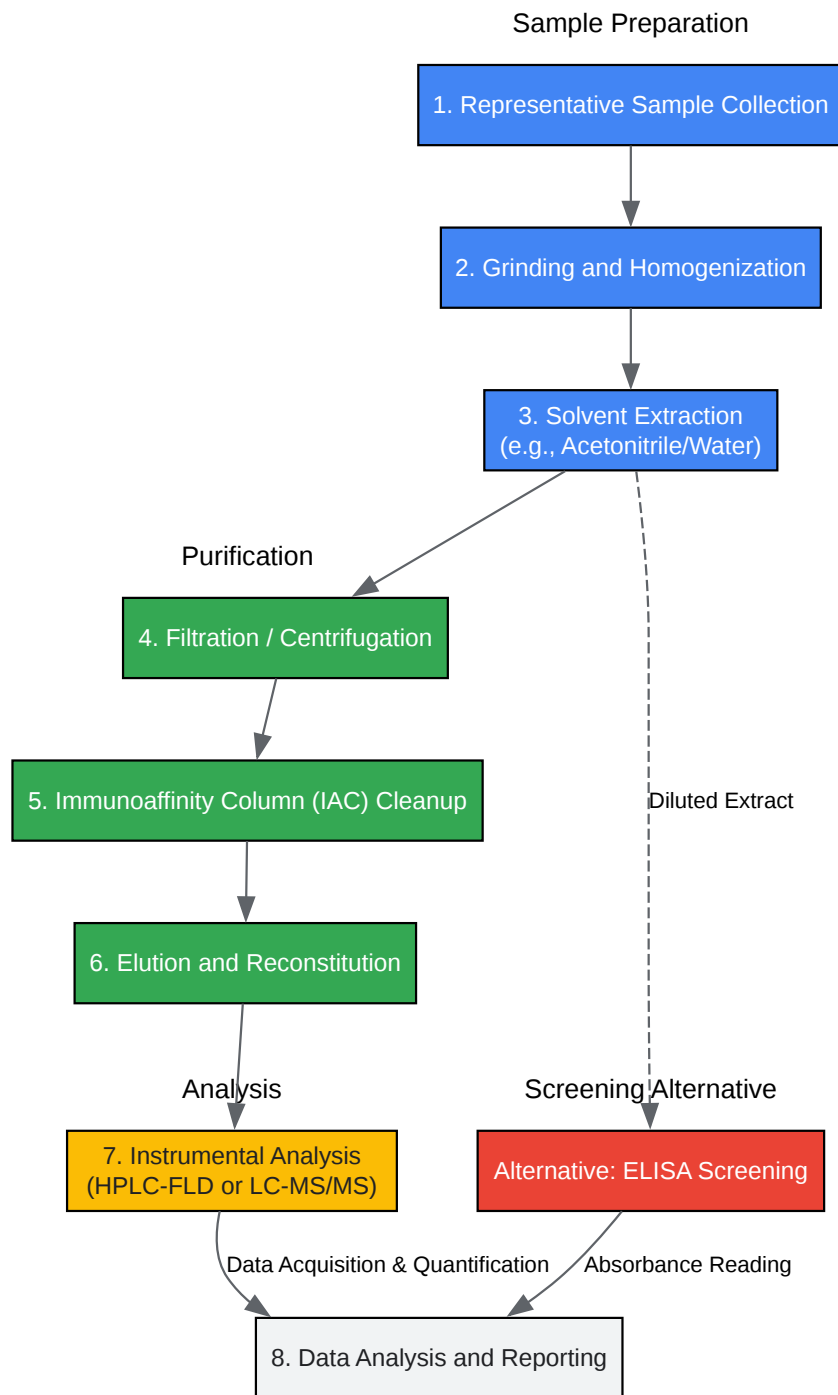 Sample Preparation
1. Representative Sample Collection
2. Grinding and Homogenization
3. Solvent Extraction
(e.g., Acetonitrile/Water)
Purification
4. Filtration / Centrifugation
5. Immunoaffinity Column (IAC) Cleanup
Diluted Extract
6. Elution and Reconstitution
Analysis
Screening Alternative
7. Instrumental Analysis
(HPLC-FLD or LC-MS/MS)
Alternative: ELISA Screening
Data Acquisition & Quantification
Absorbance Reading
8. Data Analysis and Reporting